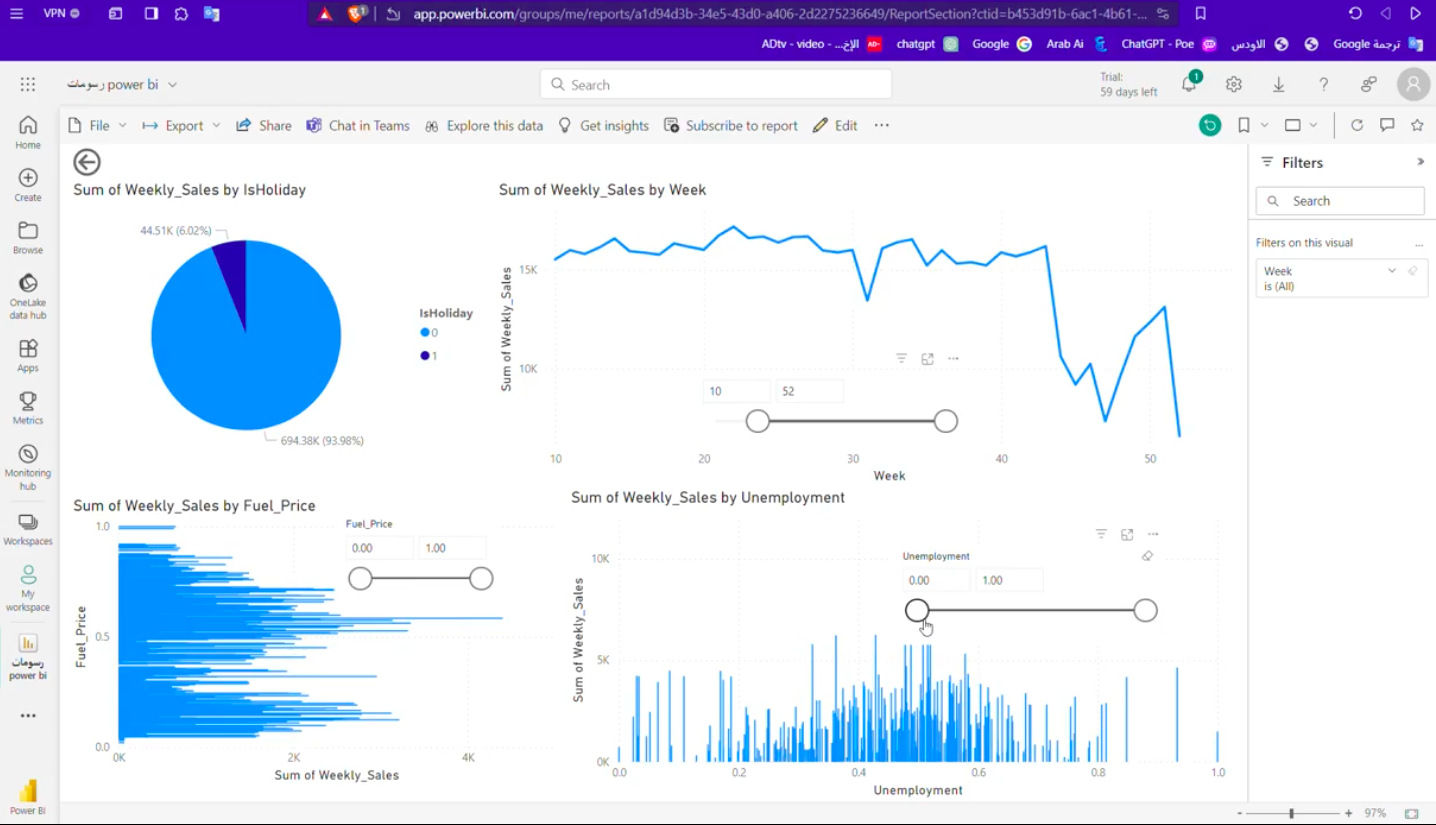 VPN
app.powerbi.com/groups/me/reports/a1d94d3b-34e5-43d0-a406-2d2275236649/ReportSection?ctid=b453d91b-6ac1-4b61-...
ADtv - video - ...الإخ
AD-
chatgpt
Google
Arab Ai
ChatGPT - Poe
الاودس
ترجمة Google
رسومات power bi
Search
Trial:
59 days left
1
File
Export
Share
Chat in Teams
Explore this data
Get insights
Subscribe to report
Edit
...
Home
Create
Browse
OneLake
data hub
Apps
Metrics
Monitoring
hub
Workspaces
My
workspace
رسومات
power bi
...
Power BI
Sum of Weekly_Sales by IsHoliday
44.51K (6.02%)
694.38K (93.98%)
IsHoliday
0
1
Sum of Weekly_Sales by Week
Sum of Weekly_Sales
15K
10K
10
52
10
20
30
40
50
Week
Sum of Weekly_Sales by Fuel_Price
Fuel_Price
0.00
1.00
Fuel_Price
1.0
0.5
0.0
0K
2K
4K
Sum of Weekly_Sales
Sum of Weekly_Sales by Unemployment
Unemployment
0.00
1.00
Sum of Weekly_Sales
10K
5K
0K
0.0
0.2
0.4
0.6
0.8
1.0
Unemployment
Filters
Search
Filters on this visual
...
Week
is (All)
- + 97%